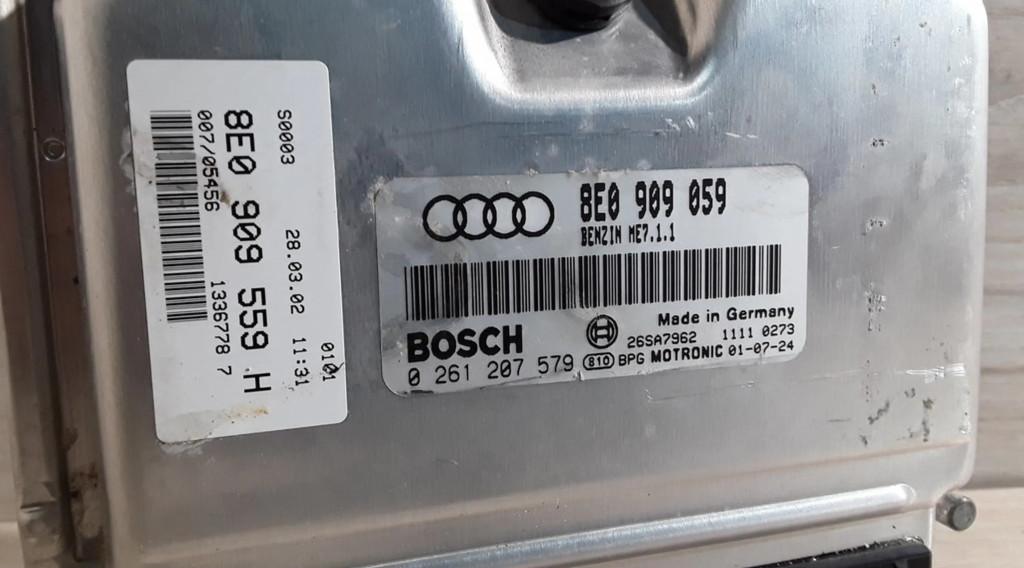 S0003 28.03.02 11:31 0101
8E0 909 559 H
007/05456 1336778 7
8E0 909 059
BENZIN ME7.1.1
Made in Germany
BOSCH 26SA7962 1111 0273
0 261 207 579 810 BPG MOTRONIC 01-07-24